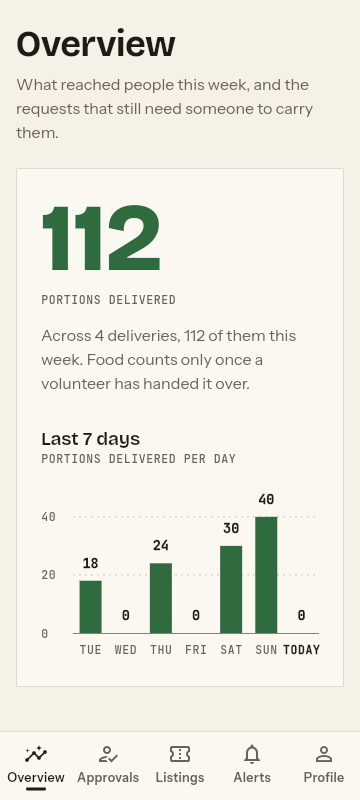 Overview
What reached people this week, and the
requests that still need someone to carry
them.
112
PORTIONS DELIVERED
Across 4 deliveries, 112 of them this
week. Food counts only once a
volunteer has handed it over.
Last 7 days
PORTIONS DELIVERED PER DAY
40
20
0
18
0
24
0
30
40
0
TUE WED THU FRI SAT SUN TODAY
Overview Approvals Listings Alerts Profile